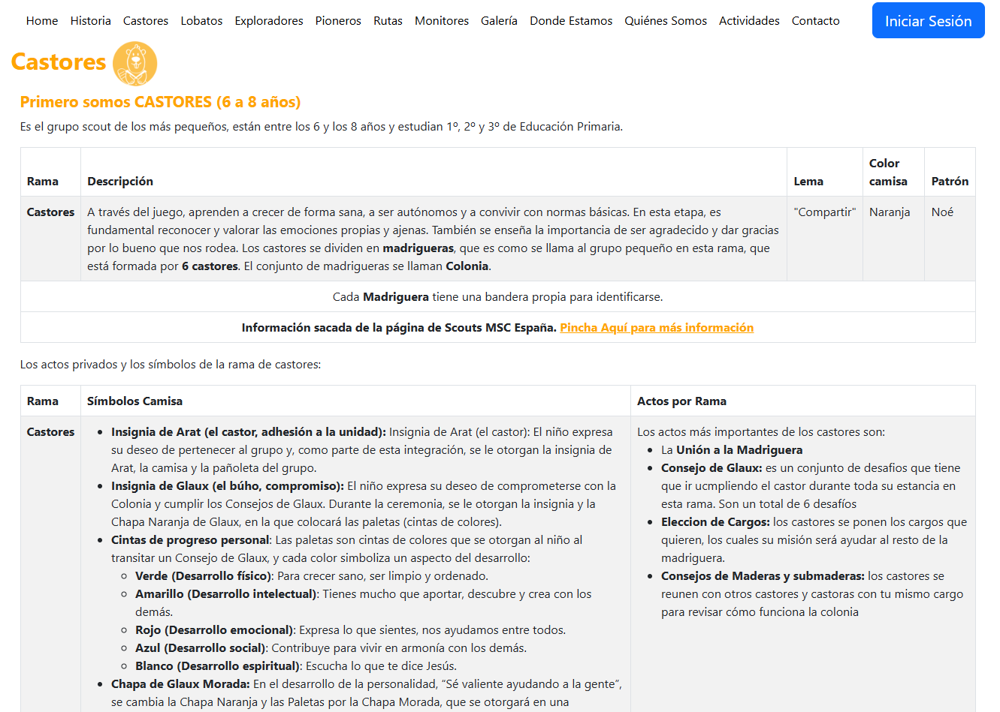 Home Historia Castores Lobatos Exploradores Pioneros Rutas Monitores Galería Donde Estamos Quiénes Somos Actividades Contacto Iniciar Sesión
Castores
Primero somos CASTORES (6 a 8 años)
Es el grupo scout de los más pequeños, están entre los 6 y los 8 años y estudian 1º, 2º y 3º de Educación Primaria.
Rama Descripción Lema Color camisa Patrón
Castores
A través del juego, aprenden a crecer de forma sana, a ser autónomos y a convivir con normas básicas. En esta etapa, es
fundamental reconocer y valorar las emociones propias y ajenas. También se enseña la importancia de ser agradecido y dar gracias
por lo bueno que nos rodea. Los castores se dividen en madrigueras, que es como se llama al grupo pequeño en esta rama, que
está formada por 6 castores. El conjunto de madrigueras se llaman Colonia.
"Compartir"
Naranja
Noé
Cada Madriguera tiene una bandera propia para identificarse.
Información sacada de la página de Scouts MSC España. Pincha Aquí para más información
Los actos privados y los símbolos de la rama de castores:
Rama Símbolos Camisa Actos por Rama
Castores
• Insignia de Arat (el castor, adhesión a la unidad): Insignia de Arat (el castor): El niño expresa
su deseo de pertenecer al grupo y, como parte de esta integración, se le otorgan la insignia de
Arat, la camisa y la pañoleta del grupo.
• Insignia de Glaux (el búho, compromiso): El niño expresa su deseo de comprometerse con la
Colonia y cumplir los Consejos de Glaux. Durante la ceremonia, se le otorgan la insignia y la
Chapa Naranja de Glaux, en la que colocará las paletas (cintas de colores).
• Cintas de progreso personal: Las paletas son cintas de colores que se otorgan al niño al
transitar un Consejo de Glaux, y cada color simboliza un aspecto del desarrollo:
◦ Verde (Desarrollo físico): Para crecer sano, ser limpio y ordenado.
◦ Amarillo (Desarrollo intelectual): Tienes mucho que aportar, descubre y crea con los
demás.
◦ Rojo (Desarrollo emocional): Expresa lo que sientes, nos ayudamos entre todos.
◦ Azul (Desarrollo social): Contribuye para vivir en armonía con los demás.
◦ Blanco (Desarrollo espiritual): Escucha lo que te dice Jesús.
• Chapa de Glaux Morada: En el desarrollo de la personalidad, “Sé valiente ayudando a la gente”,
se cambia la Chapa Naranja y las Paletas por la Chapa Morada, que se otorgará en una
Los actos más importantes de los castores son:
• La Unión a la Madriguera
• Consejo de Glaux: es un conjunto de desafios que tiene
que ir ucmpliendo el castor durante toda su estancia en
esta rama. Son un total de 6 desafíos
• Eleccion de Cargos: los castores se ponen los cargos que
quieren, los cuales su misión será ayudar al resto de la
madriguera.
• Consejos de Maderas y submaderas: los castores se
reunen con otros castores y castoras con tu mismo cargo
para revisar cómo funciona la colonia